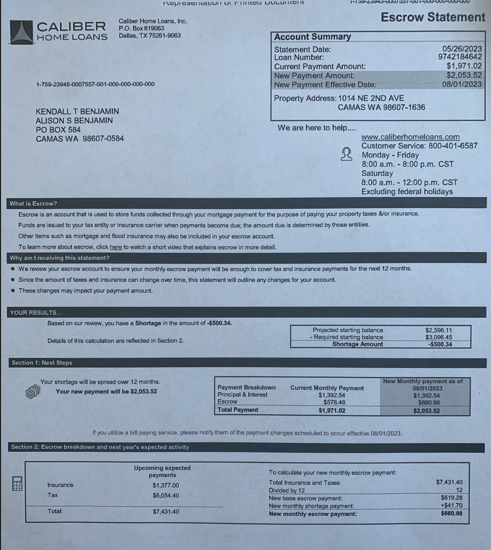 Representation of Printed Document
CALIBER
HOME LOANS
Caliber Home Loans, Inc.
P.O. Box 619063
Dallas, TX 75261-9063
Escrow Statement
Account Summary
Statement Date: 05/26/2023
Loan Number: 9742184642
Current Payment Amount: $1,971.02
New Payment Amount: $2,053.52
New Payment Effective Date: 08/01/2023
Property Address: 1014 NE 2ND AVE
CAMAS WA 98607-1636
1-759-23945-0007557-001-000-000-000-000
KENDALL T BENJAMIN
ALISON S BENJAMIN
PO BOX 584
CAMAS WA 98607-0584
We are here to help....
www.caliberhomeloans.com
Customer Service: 800-401-6587
Monday - Friday
8:00 a.m. - 8:00 p.m. CST
Saturday
8:00 a.m. - 12:00 p.m. CST
Excluding federal holidays
What is Escrow?
Escrow is an account that is used to store funds collected through your mortgage payment for the purpose of paying your property taxes &/or insurance.
Funds are issued to your tax entity or insurance carrier when payments become due; the amount due is determined by those entities.
Other items such as mortgage and flood insurance may also be included in your escrow account.
To learn more about escrow, click here to watch a short video that explains escrow in more detail.
Why am I receiving this statement?
• We review your escrow account to ensure your monthly escrow payment will be enough to cover tax and insurance payments for the next 12 months.
• Since the amount of taxes and insurance can change over time, this statement will outline any changes for your account.
• These changes may impact your payment amount.
YOUR RESULTS...
Based on our review, you have a Shortage in the amount of -$500.34.
Details of this calculation are reflected in Section 2.
Projected starting balance $2,596.11
- Required starting balance $3,096.45
Shortage Amount -$500.34
Section 1: Next Steps
Your shortage will be spread over 12 months.
Your new payment will be $2,053.52
Payment Breakdown Current Monthly Payment New Monthly payment as of 08/01/2023
Principal & Interest $1,392.54 $1,392.54
Escrow $578.48 $660.98
Total Payment $1,971.02 $2,053.52
If you utilize a bill paying service, please notify them of the payment changes scheduled to occur effective 08/01/2023.
Section 2: Escrow breakdown and next year's expected activity
Upcoming expected
payments
Insurance $1,377.00
Tax $6,054.40
Total: $7,431.40
To calculate your new monthly escrow payment:
Total Insurance and Taxes $7,431.40
Divided by 12 12
New base escrow payment: $619.28
New monthly shortage payment: +$41.70
New monthly escrow payment: $660.98